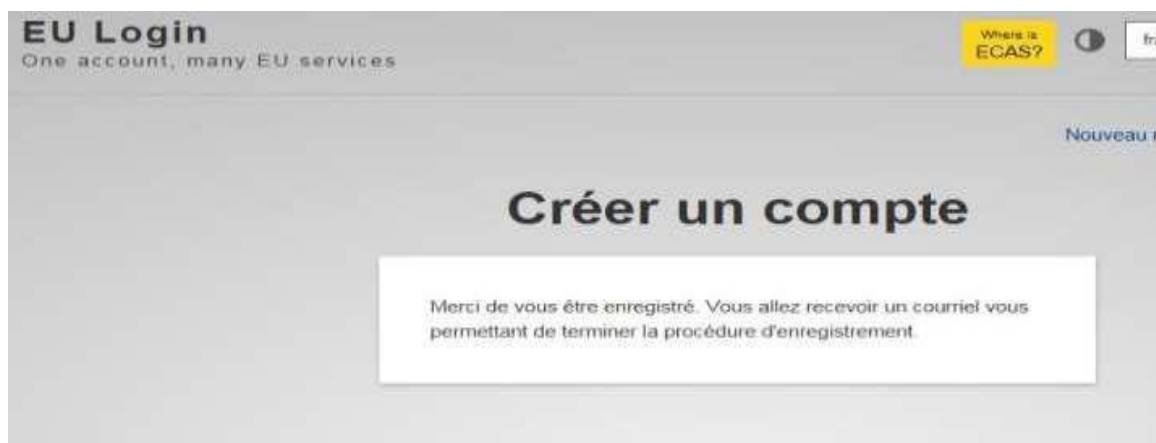 EU Login
One account, many EU services
Where is
ECAS?
Nouveau
Créer un compte
Merci de vous être enregistré. Vous allez recevoir un courriel vous
permettant de terminer la procédure d'enregistrement.